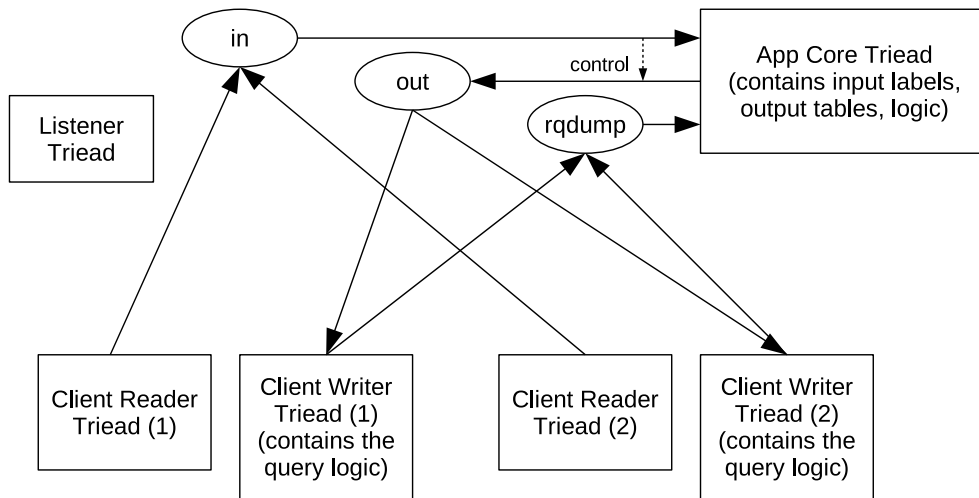 in
App Core Triead
(contains input labels,
output tables, logic)
control
out
rqdump
Listener
Triead
Client Reader
Triead (1)
Client Writer
Triead (1)
(contains the
query logic)
Client Reader
Triead (2)
Client Writer
Triead (2)
(contains the
query logic)